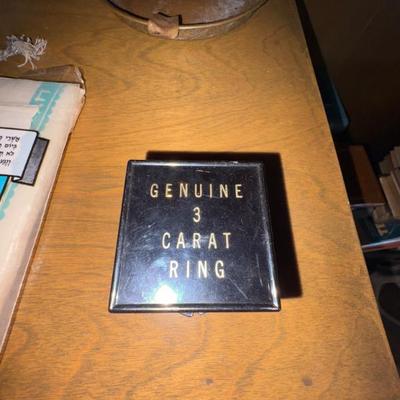 GENUINE
3
CARAT
RING